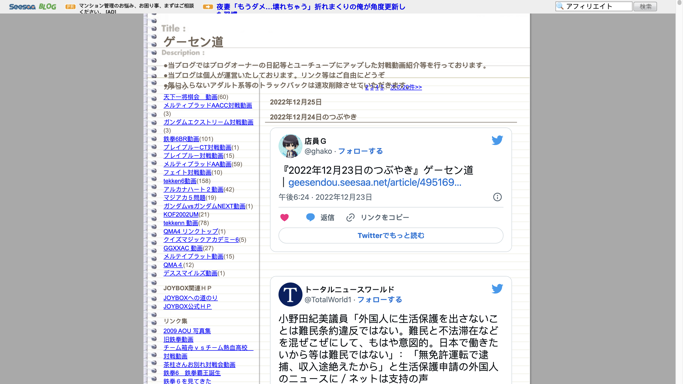 Seesaa BLOG
マンション管理のお悩み、お困り事、まずはご相談ください。 [AD]
夜妻「もうダメ…壊れちゃう」折れまくりの俺が角度更新し
アフィリエイト
検索
Title :
ゲーセン道
Description :
●当ブログではブログオーナーの日記等とユーチューブにアップした対戦動画紹介等を行っております。
●当ブログは個人が運営いたしております。リンク等はご自由にどうぞ
●気に入らないアダルト系等のトラックバックは速攻削除させていただきます。
天下一将棋会 動画(60)
メルティブラッドAACC対戦動画
(3)
ガンダムエクストリーム対戦動画
(3)
鉄拳6BR動画(101)
ブレイブルーCT対戦動画(1)
ブレイブルー対戦動画(15)
メルティブラッドAA動画(59)
フェイト対戦動画(10)
tekken6動画(158)
アルカナハート２動画(42)
マジアカ５問題(19)
ガンダムvsガンダムNEXT動画(1)
KOF2002UM(21)
tekkenn 動画(78)
QMA4 リンクトップ(1)
クイズマジックアカデミー6(5)
GGXXAC 動画(27)
メルテイブラット動画(15)
QMA４(12)
デススマイルズ動画(1)
JOYBOX関連ＨＰ
JOYBOXへの道のり
JOYBOX公式ＨＰ
リンク集
2009 AOU 写真集
旧鉄拳動画
チーム箱舟ｖｓチーム熱血高校 対戦動画
茶柱さんお別れ対戦会動画
鉄拳6 鉄拳覇王誕生
鉄拳６を見てきた
2022年12月25日
2022年12月24日のつぶやき
店員Ｇ
@ghako · フォローする
『2022年12月23日のつぶやき』ゲーセン道
｜geesendou.seesaa.net/article/495169…
午後6:24 · 2022年12月23日
返信
リンクをコピー
Twitterでもっと読む
トータルニュースワールド
@TotalWorld1 · フォローする
小野田紀美議員「外国人に生活保護を出さないことは難民条約違反ではない。難民と不法滞在などを混ぜこぜにして、もはや意図的。日本で働きたいから等は難民ではない」：「無免許運転で逮捕、収入途絶えたから」と生活保護申請の外国人のニュースに / ネットは支持の声